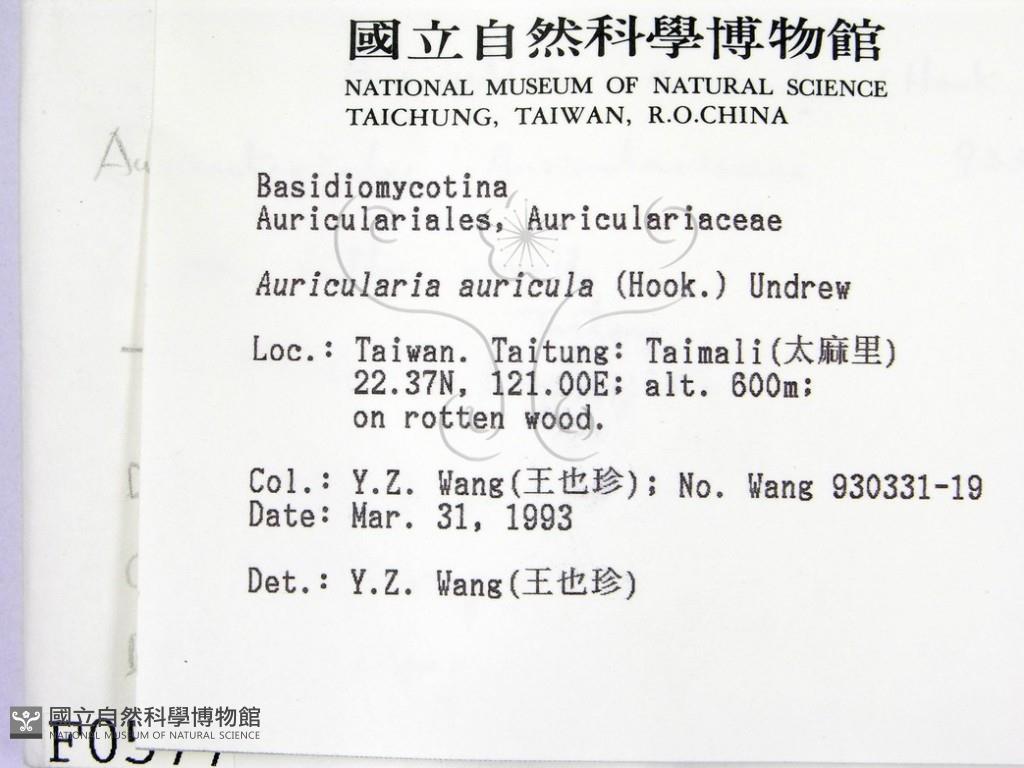 國立自然科學博物館
NATIONAL MUSEUM OF NATURAL SCIENCE
TAICHUNG, TAIWAN, R.O.CHINA
Basidiomycotina
Auriculariales, Auriculariaceae
Auricularia auricula (Hook.) Undrew
Loc.: Taiwan. Taitung: Taimali(太麻里)
22.37N, 121.00E; alt. 600m;
on rotten wood.
Col.: Y.Z. Wang(王也珍); No. Wang 930331-19
Date: Mar. 31, 1993
Det.: Y.Z. Wang(王也珍)
國立自然科學博物館
NATIONAL MUSEUM OF NATURAL SCIENCE